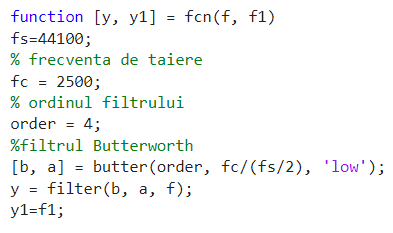 function [y, y1] = fcn(f, f1)
fs=44100;
% frecventa de taiere
fc = 2500;
% ordinul filtrului
order = 4;
%filtrul Butterworth
[b, a] = butter(order, fc/(fs/2), 'low');
y = filter(b, a, f);
y1=f1;